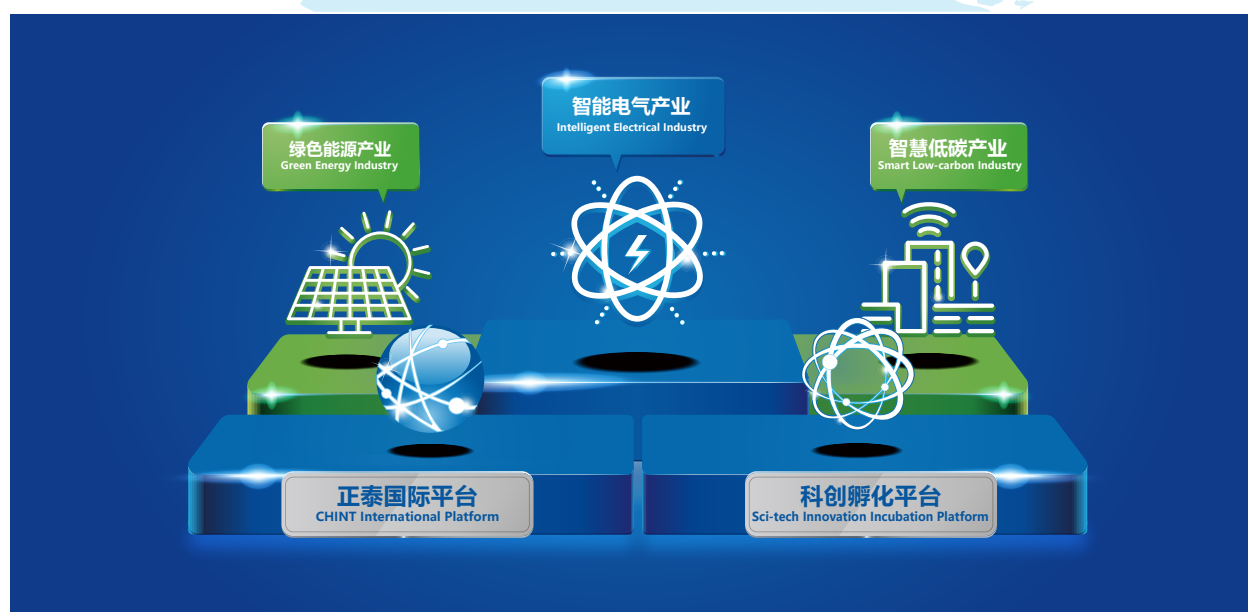 智能电气产业
Intelligent Electrical Industry
绿色能源产业
Green Energy Industry
智慧低碳产业
Smart Low-carbon Industry
正泰国际平台
CHINT International Platform
科创孵化平台
Sci-tech Innovation Incubation Platform